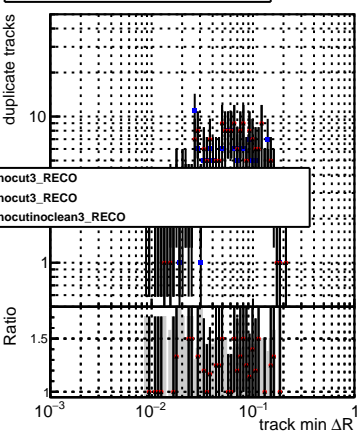 duplicate tracks
10
nocut3_RECO
nocut3_RECO
nocutinoclean3_RECO
1
Ratio
1.5
1
10−3
10−2
10−1
1
track min ΔR